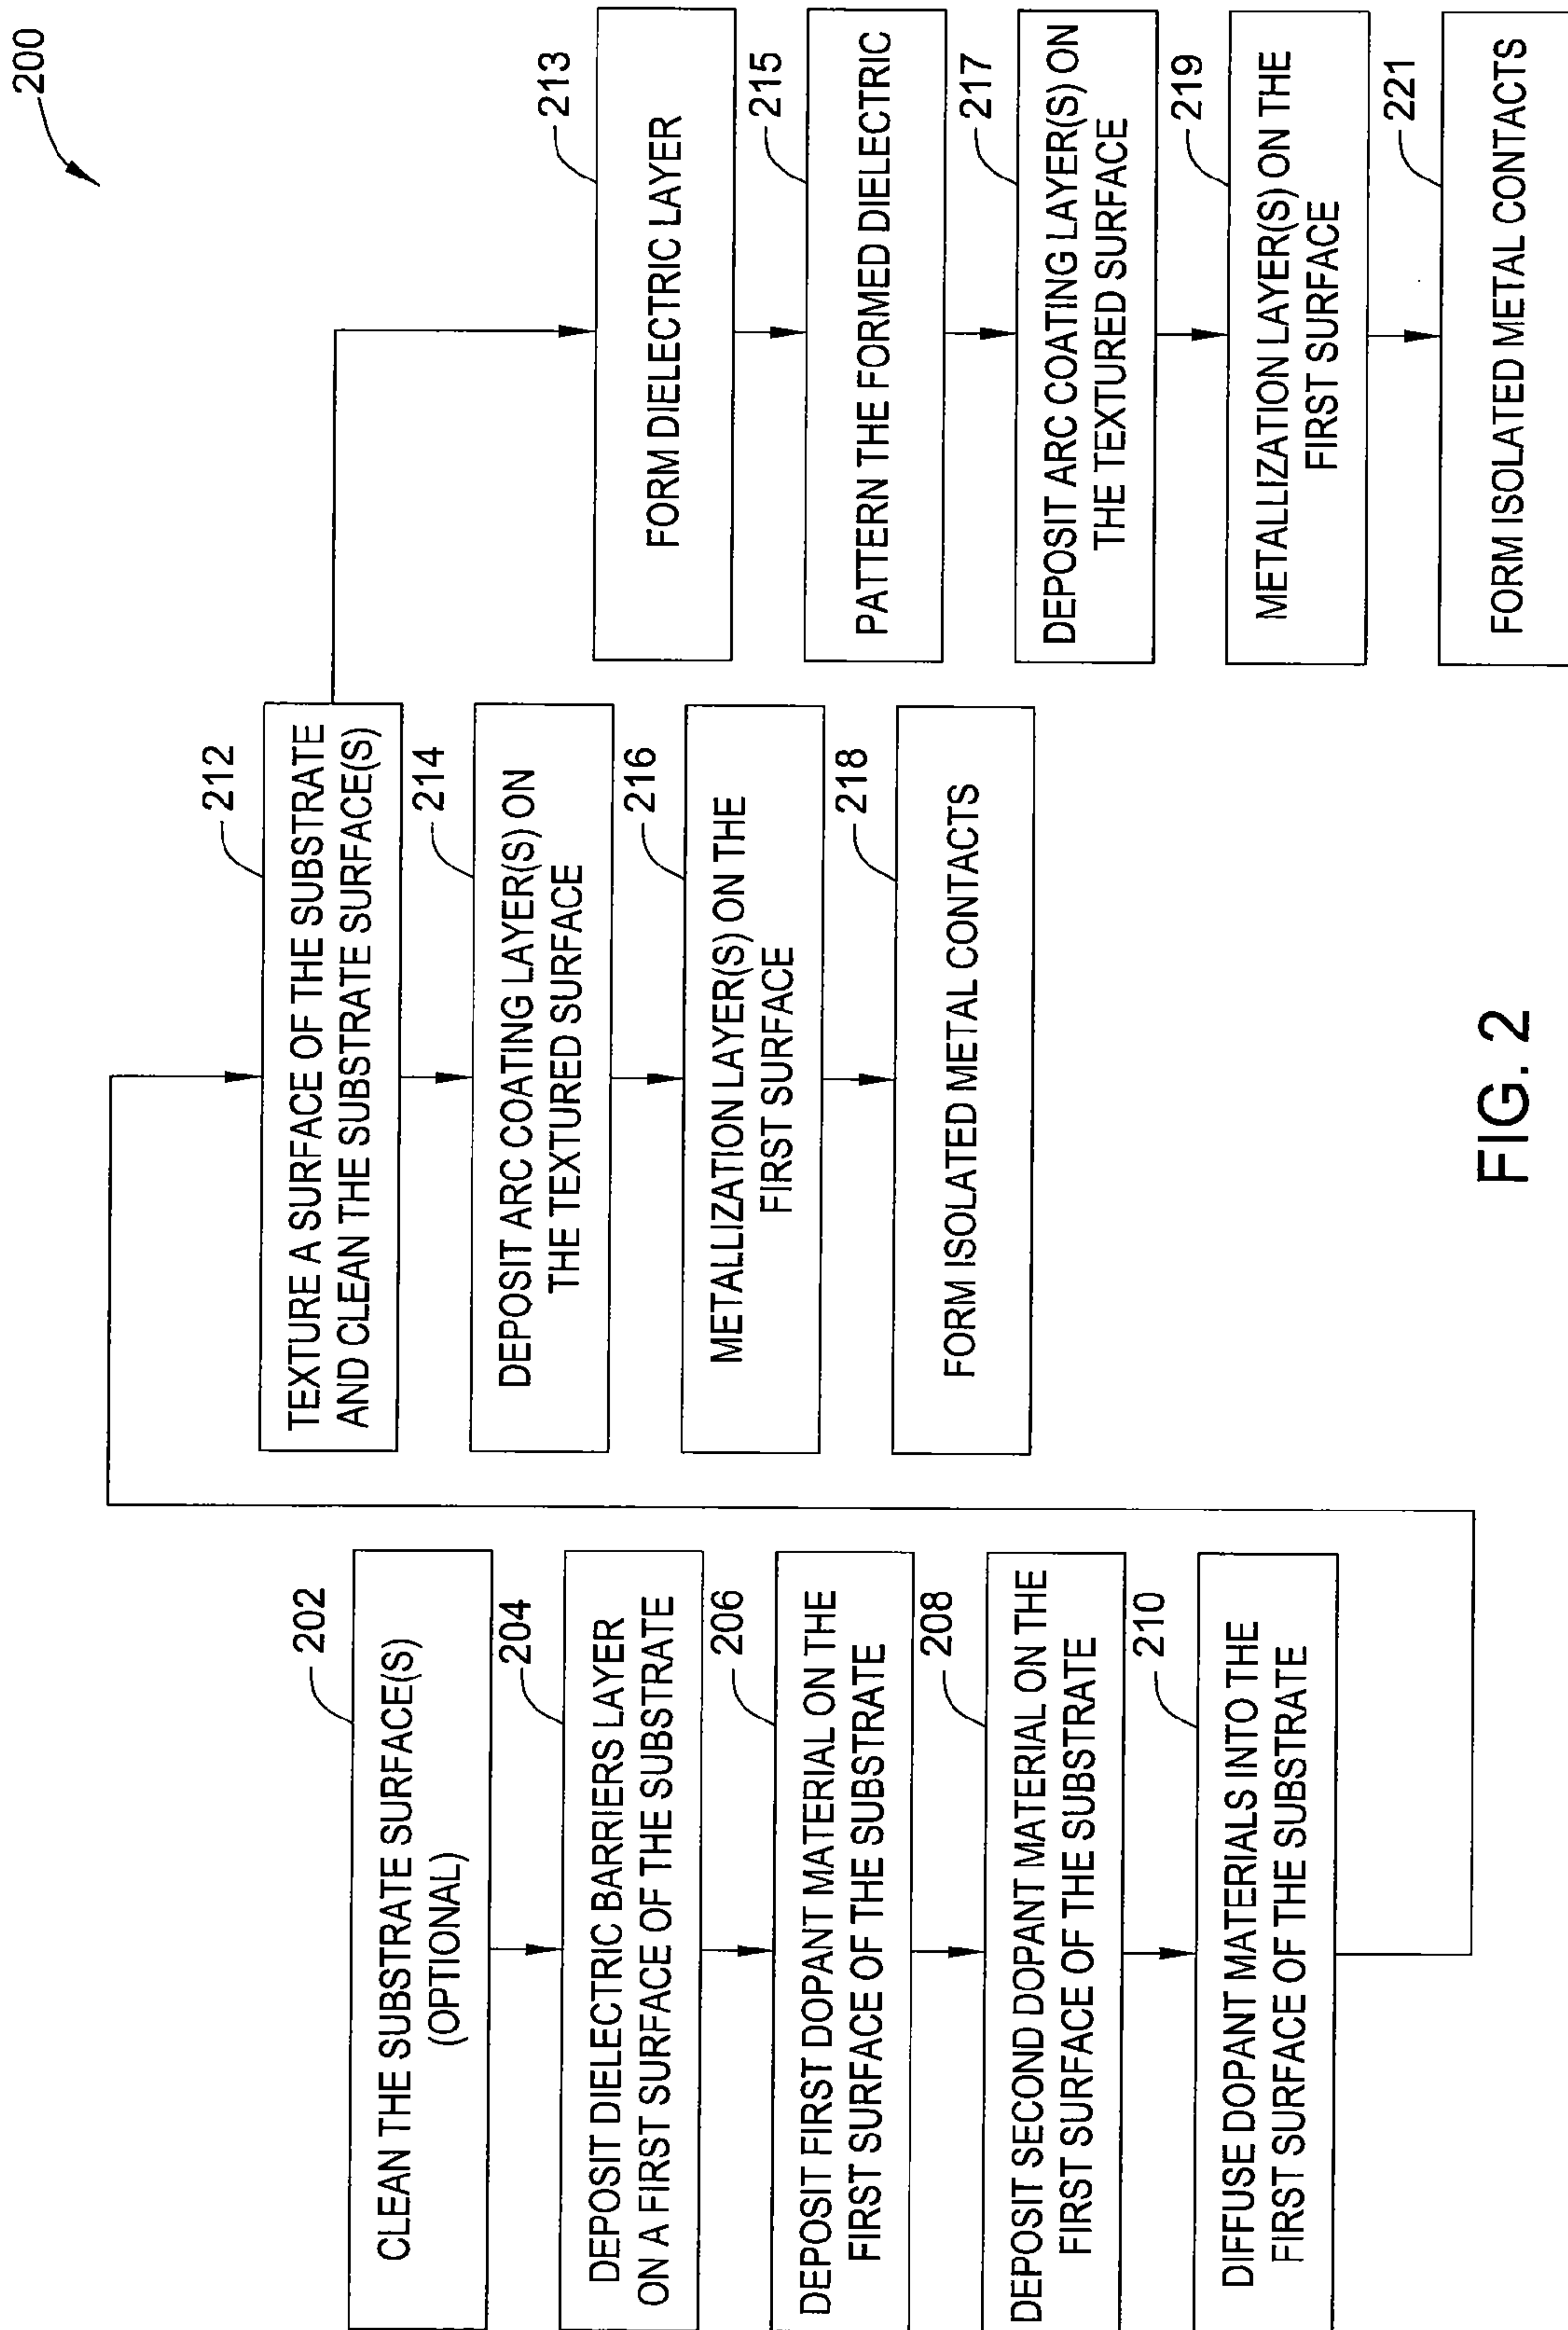 200
202
CLEAN THE SUBSTRATE SURFACE(S)
(OPTIONAL)
204
DEPOSIT DIELECTRIC BARRIERS LAYER
ON A FIRST SURFACE OF THE SUBSTRATE
206
DEPOSIT FIRST DOPANT MATERIAL ON THE
FIRST SURFACE OF THE SUBSTRATE
208
DEPOSIT SECOND DOPANT MATERIAL ON THE
FIRST SURFACE OF THE SUBSTRATE
210
DIFFUSE DOPANT MATERIALS INTO THE
FIRST SURFACE OF THE SUBSTRATE
212
TEXTURE A SURFACE OF THE SUBSTRATE
AND CLEAN THE SUBSTRATE SURFACE(S)
214
DEPOSIT ARC COATING LAYER(S) ON
THE TEXTURED SURFACE
216
METALLIZATION LAYER(S) ON THE
FIRST SURFACE
218
FORM ISOLATED METAL CONTACTS
213
FORM DIELECTRIC LAYER
215
PATTERN THE FORMED DIELECTRIC
217
DEPOSIT ARC COATING LAYER(S) ON
THE TEXTURED SURFACE
219
METALLIZATION LAYER(S) ON THE
FIRST SURFACE
221
FORM ISOLATED METAL CONTACTS
FIG. 2